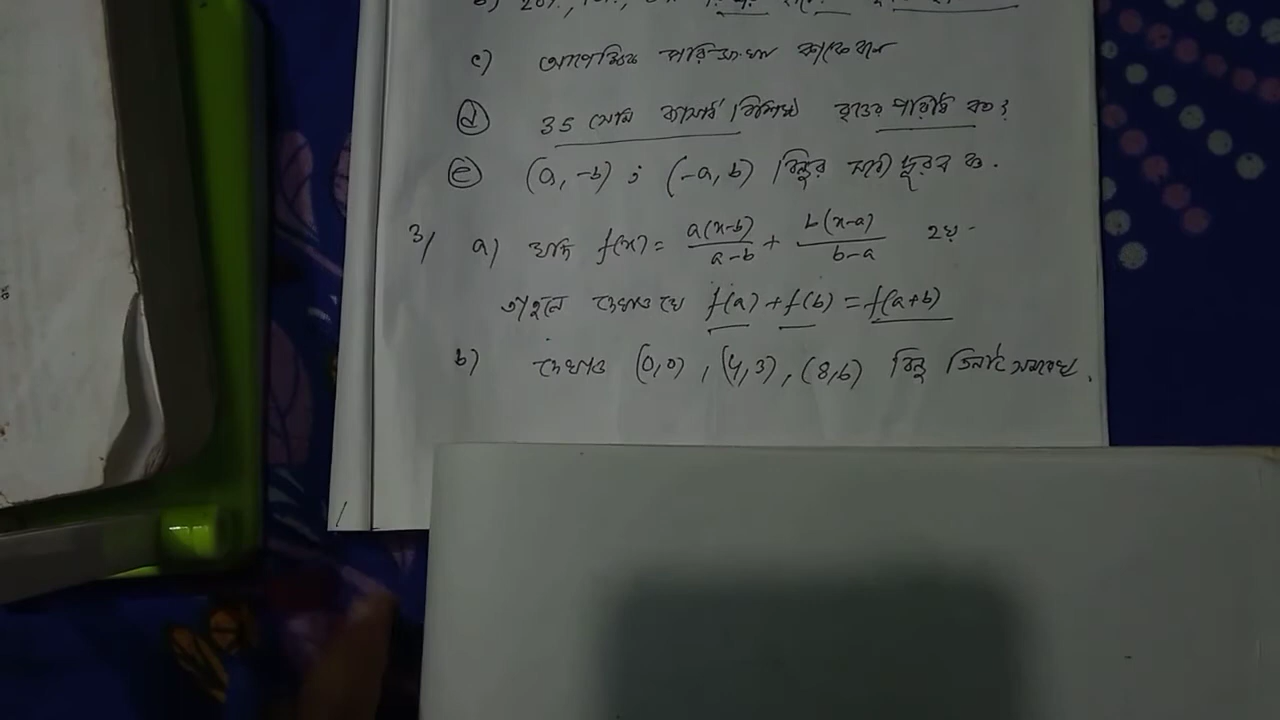 c) আপেক্ষিক পরিসংখ্যা কাকে বলে
d) 35 সেমি ব্যাসার্ধ বিশিষ্ট বৃত্তের পরিধি কত?
e) (a, -b) ; (-a, b) বিন্দুর মধ্যে দূরত্ব
3/ a) যদি f(x) = a(x-b)/a-b + b(x-a)/b-a হয় -
তাহলে দেখাও যে f(a) + f(b) = f(a+b)
b) দেখাও (0,0), (4,3), (8,6) বিন্দু তিনটি সমরেখ.